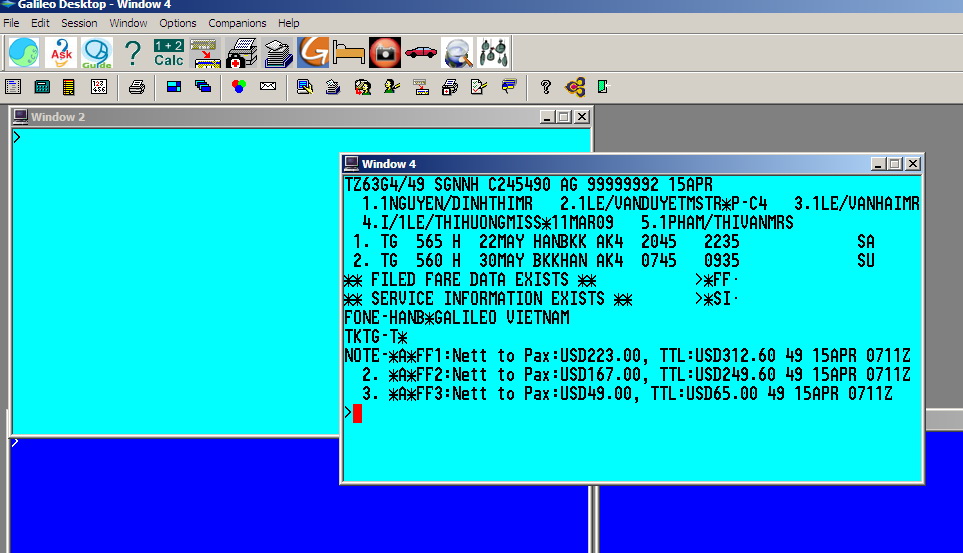 Galileo Desktop - Window 4
File Edit Session Window Options Companions Help
Ask Guide ? 1 + 2 Calc
Window 2
>
Window 4
TZ63G4/49 SGNNH C245490 AG 99999992 15APR
1.1NGUYEN/DINHTHIMR 2.1LE/VANDUYETMSTR*P-C4 3.1LE/VANHAIMR
4.I/1LE/THIHUONGMISS*11MAR09 5.1PHAM/THIVANMRS
1. TG 565 H 22MAY HANBKK AK4 2045 2235 SA
2. TG 560 H 30MAY BKKHAN AK4 0745 0935 SU
** FILED FARE DATA EXISTS ** >*FF·
** SERVICE INFORMATION EXISTS ** >*SI·
FONE-HANB*GALILEO VIETNAM
TKTG-T*
NOTE-*A*FF1:Nett to Pax:USD223.00, TTL:USD312.60 49 15APR 0711Z
2. *A*FF2:Nett to Pax:USD167.00, TTL:USD249.60 49 15APR 0711Z
3. *A*FF3:Nett to Pax:USD49.00, TTL:USD65.00 49 15APR 0711Z
>
>